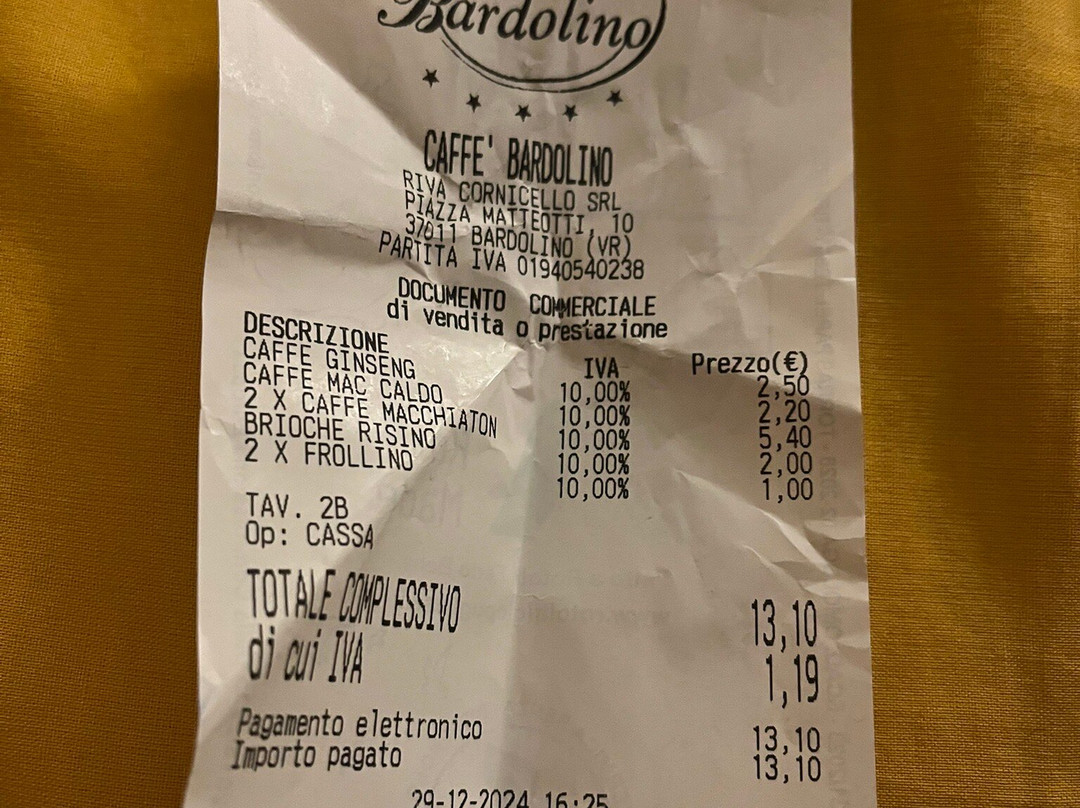 Bardolino
CAFFE' BARDOLINO
RIVA CORNICELLO SRL
PIAZZA MATTEOTTI, 10
37011 BARDOLINO (VR)
PARTITA IVA 01940540238
DOCUMENTO COMMERCIALE
di vendita o prestazione
DESCRIZIONE IVA Prezzo(€)
CAFFE GINSENG 10,00% 2,50
CAFFE MAC CALDO 10,00% 2,20
2 X CAFFE MACCHIATON 10,00% 5,40
BRIOCHE RISINO 10,00% 2,00
2 X FROLLINO 10,00% 1,00
TAV. 2B
Op: CASSA
TOTALE COMPLESSIVO 13,10
di cui IVA 1,19
Pagamento elettronico 13,10
Importo pagato 13,10
29-12-2024 16:25